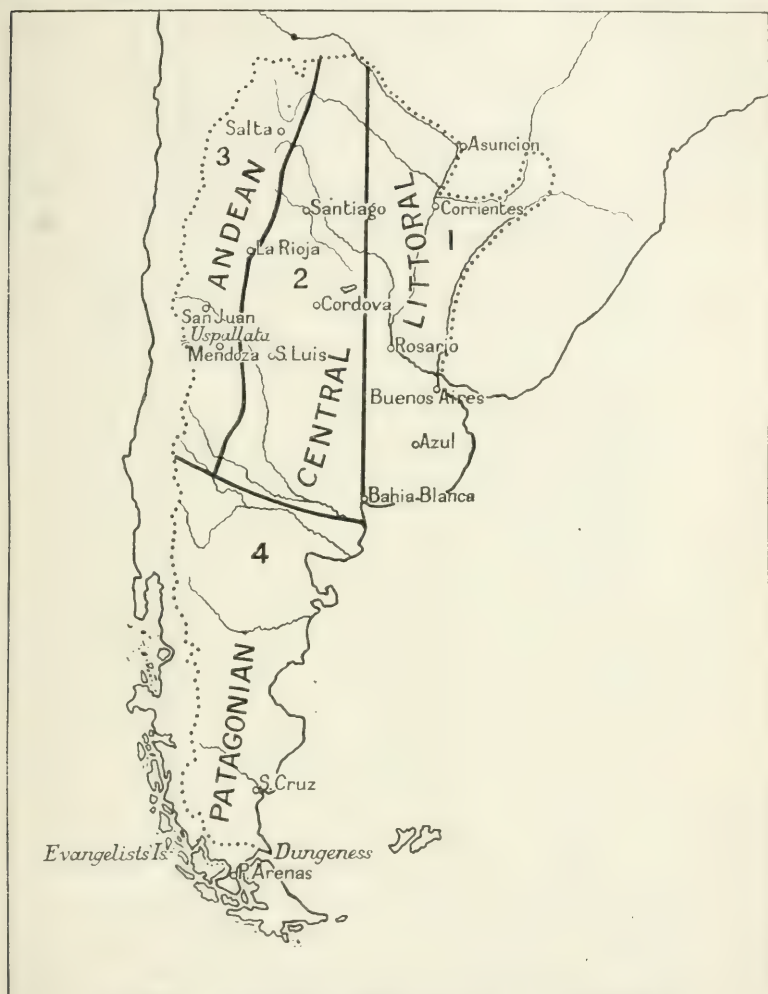 Salta
3
ANDEAN
Asuncion
Santiago
Corrientes
LITTORAL
1
La Rioja
2
Cordova
San Juan
Uspallata
Mendoza
S. Luis
Rosario
CENTRAL
Buenos Aires
Azul
Bahia Blanca
4
PATAGONIAN
S. Cruz
Evangelists Is.
Dungeness
P. Arenas